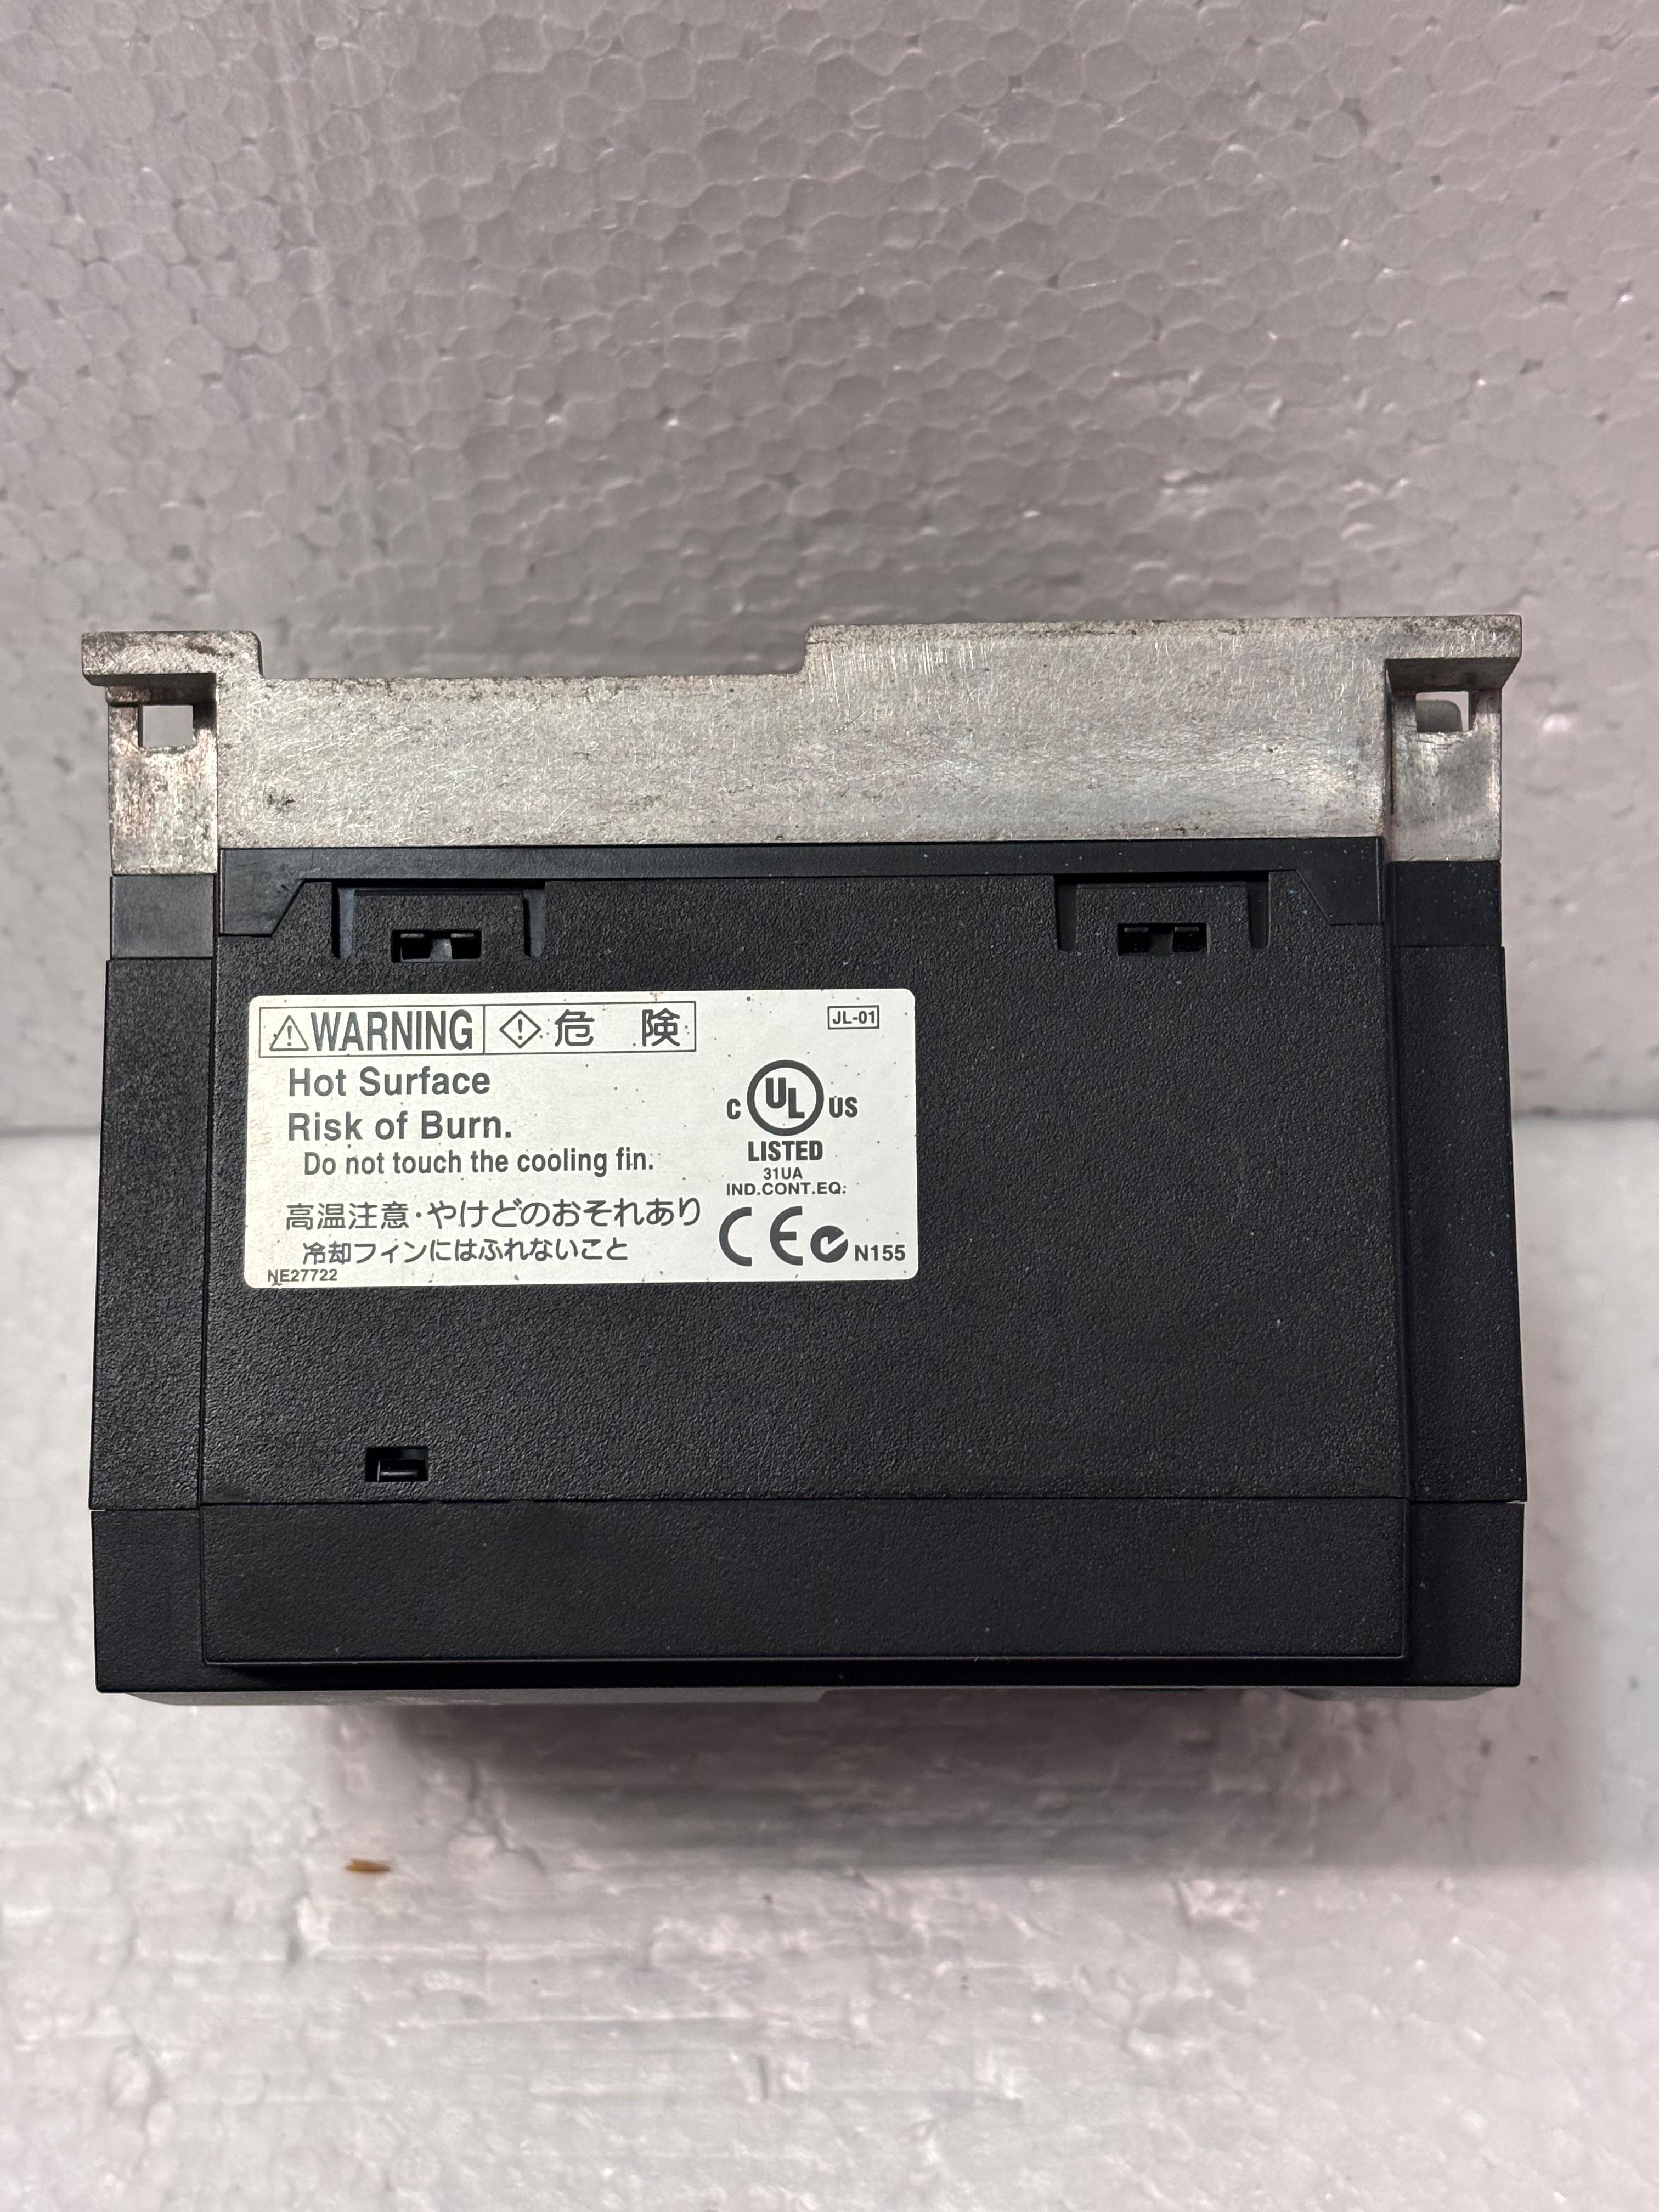 WARNING 危 険
JL-01
Hot Surface
Risk of Burn.
Do not touch the cooling fin.
高温注意・やけどのおそれあり
冷却フィンにはふれないこと
NE27722
C UL US
LISTED
31UA
IND.CONT.EQ.
CE N155